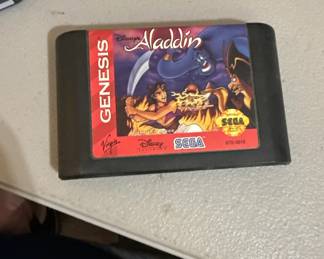 GENESIS
Disney's
Aladdin
Virgin
Disney
SEGA
SEGA